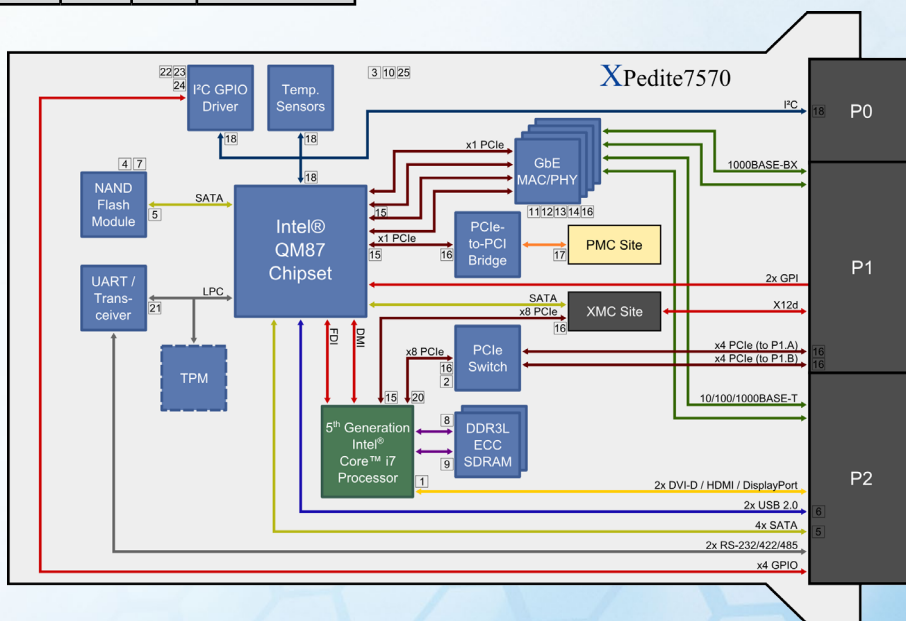 XPedite7570
22 23
24
3 10 25
I²C GPIO
Driver
18
Temp.
Sensors
18
18
I²C
18
P0
4 7
NAND
Flash
Module
5
SATA
Intel®
QM87
Chipset
x1 PCIe
15
GbE
MAC/PHY
11 12 13 14 16
1000BASE-BX
x1 PCIe
15
16
PCIe-
to-PCI
Bridge
17
PMC Site
P1
UART /
Trans-
ceiver
21
LPC
TPM
2x GPI
SATA
x8 PCIe
16
XMC Site
X12d
FDI
DMI
x8 PCIe
16
2
PCIe
Switch
x4 PCIe (to P1.A)
16
x4 PCIe (to P1.B)
16
15
20
5th Generation
Intel®
Core™ i7
Processor
1
8
9
DDR3L
ECC
SDRAM
10/100/1000BASE-T
P2
2x DVI-D / HDMI / DisplayPort
2x USB 2.0
6
4x SATA
5
2x RS-232/422/485
x4 GPIO